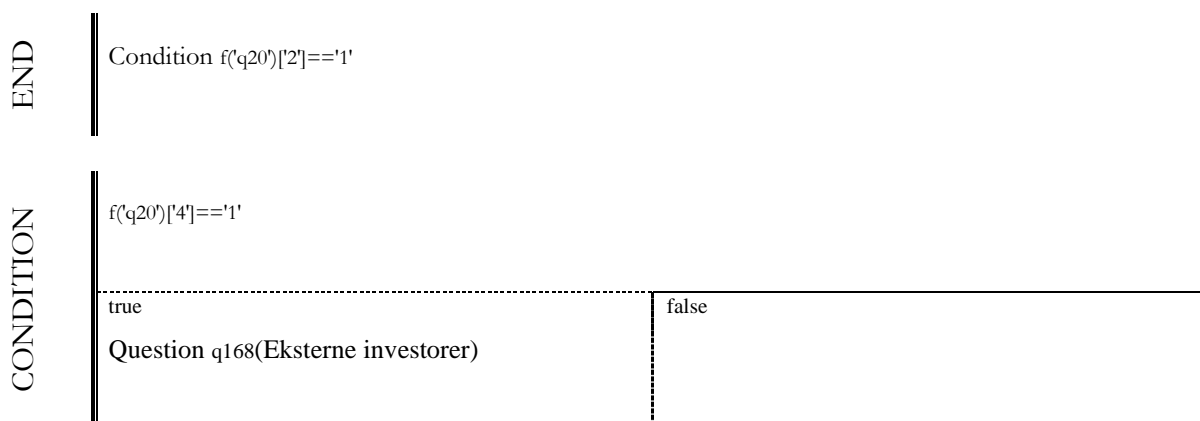 END
Condition f('q20')['2']=='1'
CONDITION
f('q20')['4']=='1'
true
false
Question q168(Eksterne investorer)